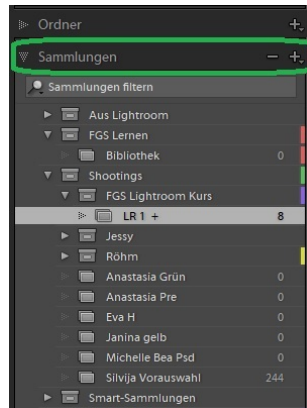 Ordner +
Sammlungen − +
Sammlungen filtern
Aus Lightroom
FGS Lernen
Bibliothek 0
Shootings
FGS Lightroom Kurs
LR 1 + 8
Jessy
Röhm
Anastasia Grün 0
Anastasia Pre 0
Eva H 0
Janina gelb 0
Michelle Bea Psd 0
Silvija Vorauswahl 244
Smart-Sammlungen